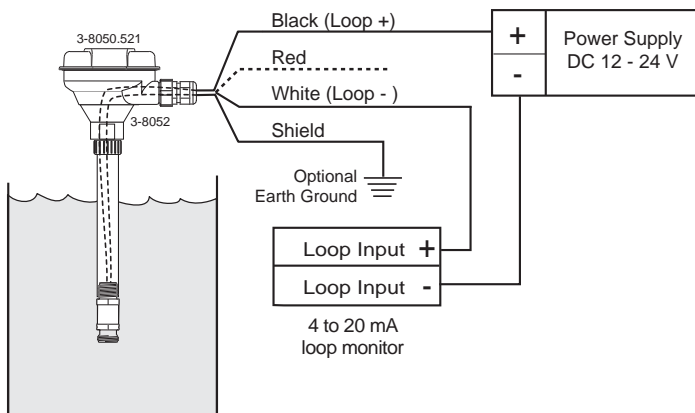 3-8050.521
3-8052
Black (Loop +)
Red
White (Loop - )
Shield
Optional
Earth Ground
+
-
Power Supply
DC 12 - 24 V
Loop Input +
Loop Input -
4 to 20 mA
loop monitor